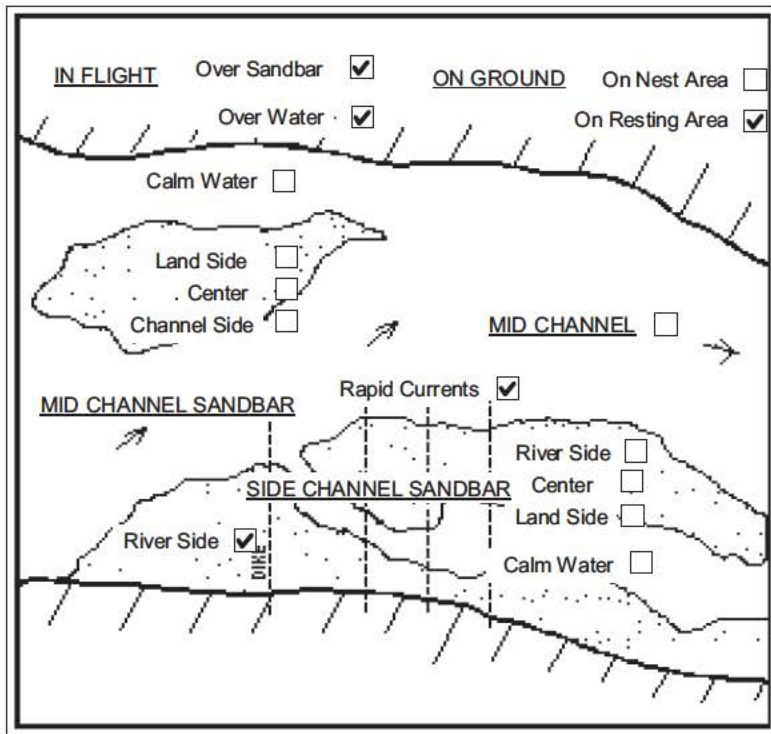 IN FLIGHT Over Sandbar ON GROUND On Nest Area
Over Water On Resting Area
Calm Water
Land Side
Center
Channel Side
MID CHANNEL
Rapid Currents
MID CHANNEL SANDBAR
River Side
SIDE CHANNEL SANDBAR Center
Land Side
River Side
DIKE
Calm Water